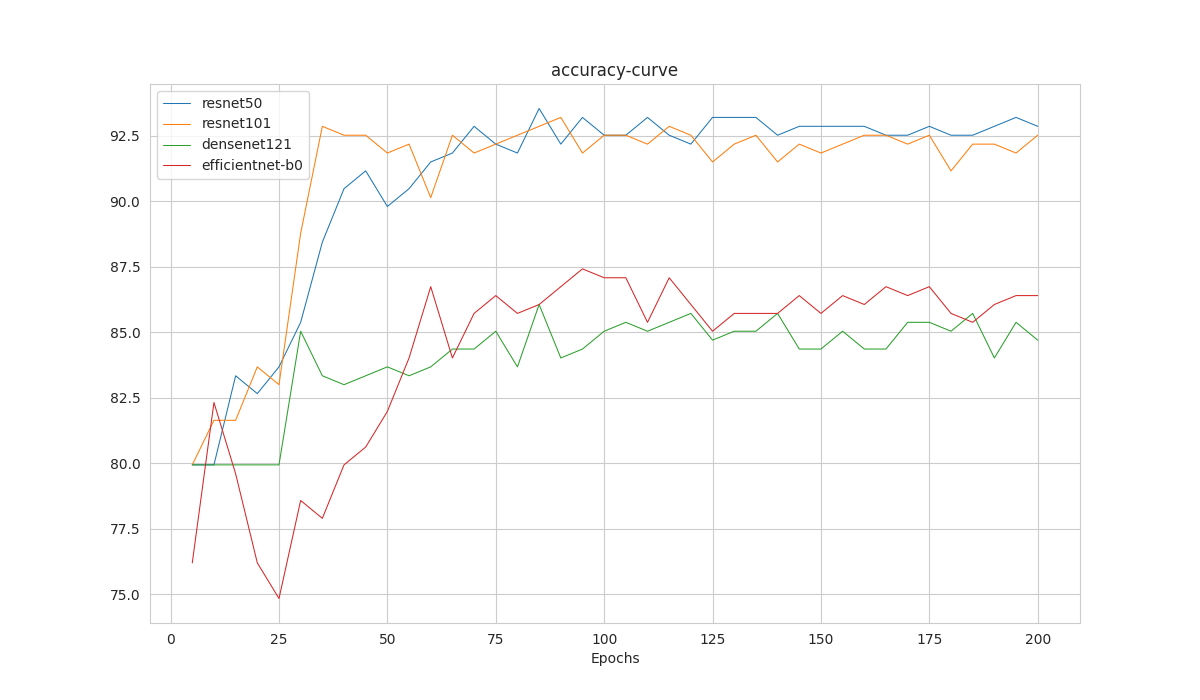 accuracy-curve
resnet50
resnet101
densenet121
efficientnet-b0
92.5
90.0
87.5
85.0
82.5
80.0
77.5
75.0
0 25 50 75 100 125 150 175 200
Epochs